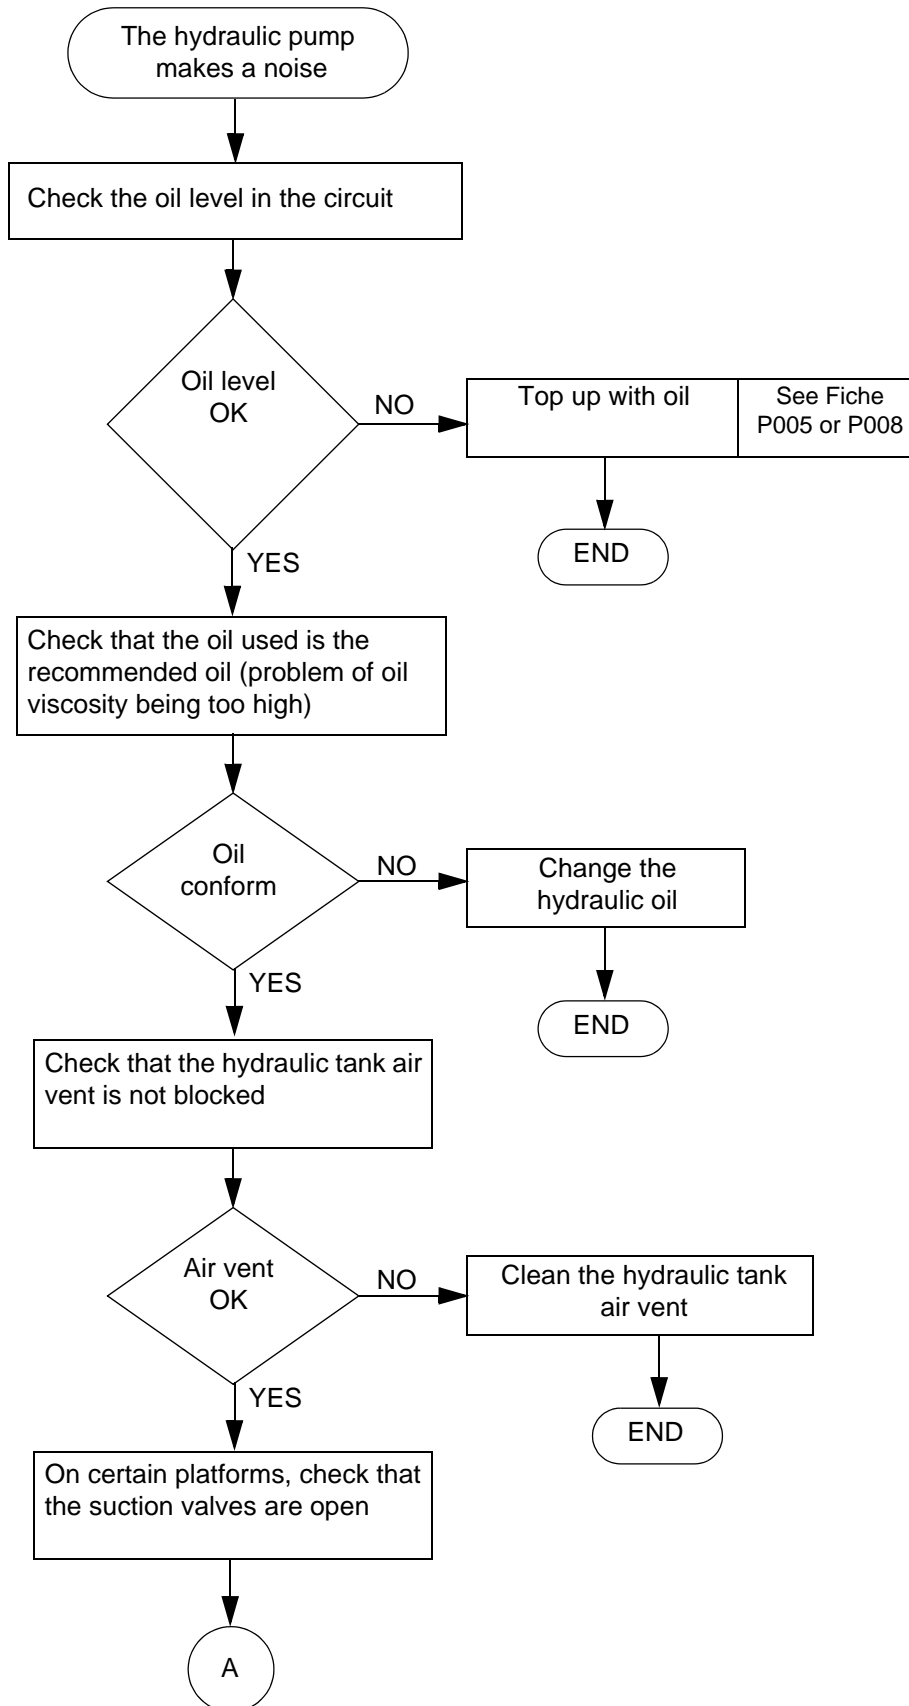 The hydraulic pump
makes a noise
Check the oil level in the circuit
Oil level
OK
NO
Top up with oil
See Fiche
P005 or P008
END
YES
Check that the oil used is the
recommended oil (problem of oil
viscosity being too high)
Oil
conform
NO
Change the
hydraulic oil
END
YES
Check that the hydraulic tank air
vent is not blocked
Air vent
OK
NO
Clean the hydraulic tank
air vent
END
YES
On certain platforms, check that
the suction valves are open
A